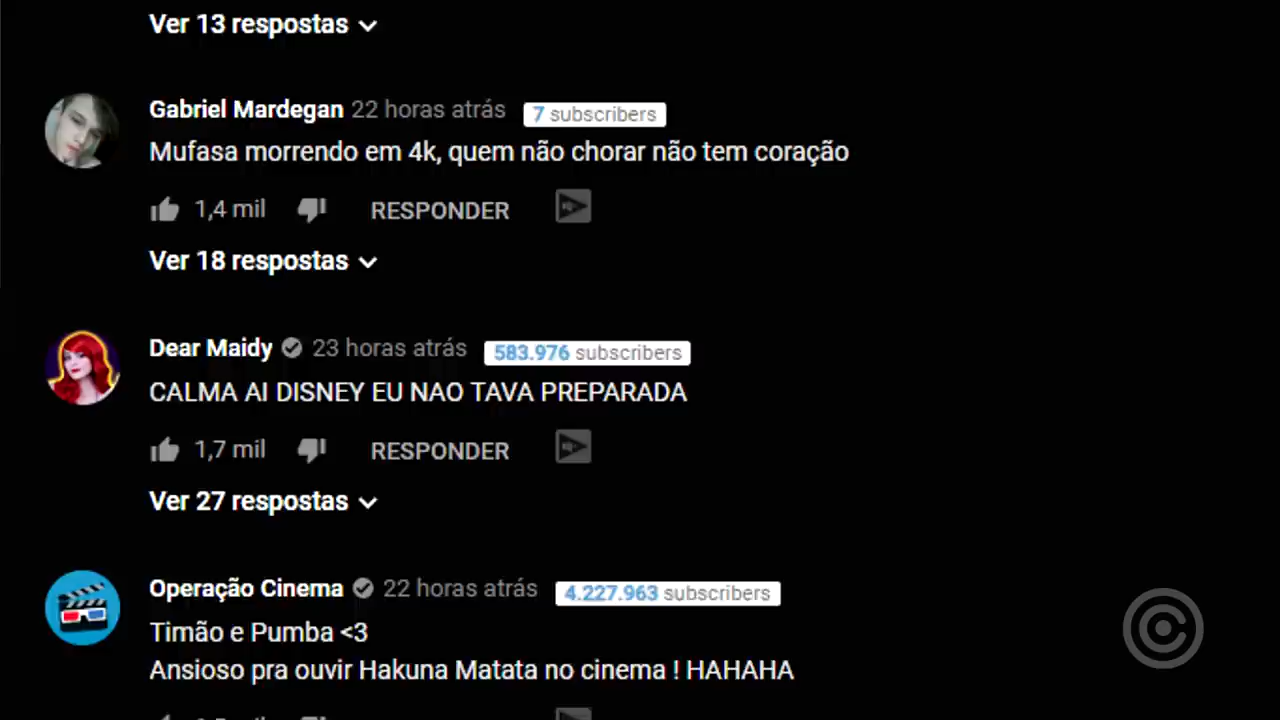 Ver 13 respostas
Gabriel Mardegan 22 horas atrás 7 subscribers
Mufasa morrendo em 4k, quem não chorar não tem coração
1,4 mil RESPONDER
Ver 18 respostas
Dear Maidy 23 horas atrás 583.976 subscribers
CALMA AI DISNEY EU NAO TAVA PREPARADA
1,7 mil RESPONDER
Ver 27 respostas
Operação Cinema 22 horas atrás 4.227.963 subscribers
Timão e Pumba <3
Ansioso pra ouvir Hakuna Matata no cinema ! HAHAHA